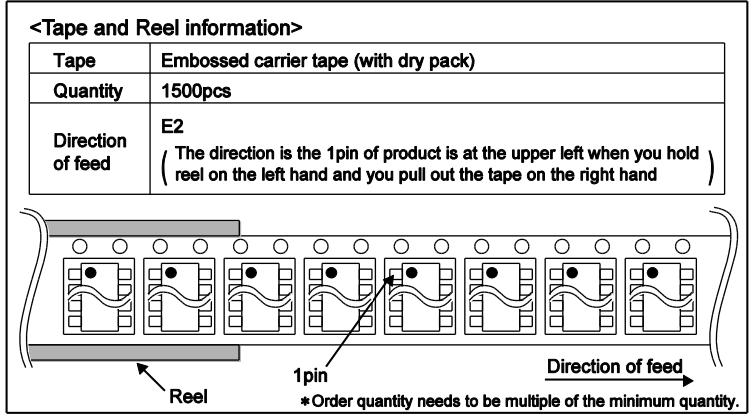 <Tape and Reel information>
Tape Embossed carrier tape (with dry pack)
Quantity 1500pcs
Direction of feed E2
( The direction is the 1pin of product is at the upper left when you hold
reel on the left hand and you pull out the tape on the right hand )
1pin
Direction of feed
Reel
*Order quantity needs to be multiple of the minimum quantity.